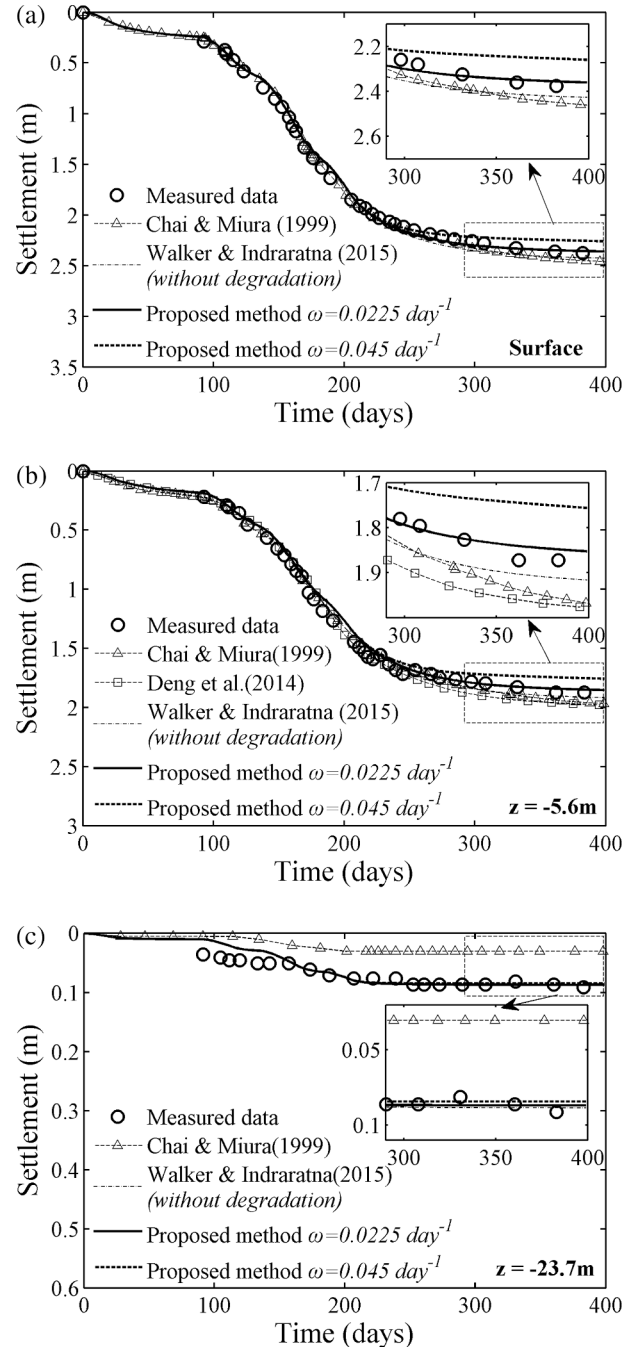 (a)
0
0.5
1
1.5
2
2.5
3
3.5
Settlement (m)
2.2
2.4
2.6
300
350
400
Measured data
Chai & Miura (1999)
Walker & Indraratna (2015)
(without degradation)
Proposed method ω=0.0225 day-1
Proposed method ω=0.045 day-1
Surface
0
100
200
300
400
Time (days)
(b)
0
0.5
1
1.5
2
2.5
3
Settlement (m)
1.7
1.8
1.9
300
350
400
Measured data
Chai & Miura(1999)
Deng et al.(2014)
Walker & Indraratna (2015)
(without degradation)
Proposed method ω=0.0225 day-1
Proposed method ω=0.045 day-1
z = -5.6m
0
100
200
300
400
Time (days)
(c)
0
0.1
0.2
0.3
0.4
0.5
0.6
Settlement (m)
0.05
0.1
300
350
400
Measured data
Chai & Miura(1999)
Walker & Indraratna(2015)
(without degradation)
Proposed method ω=0.0225 day-1
Proposed method ω=0.045 day-1
z = -23.7m
0
100
200
300
400
Time (days)